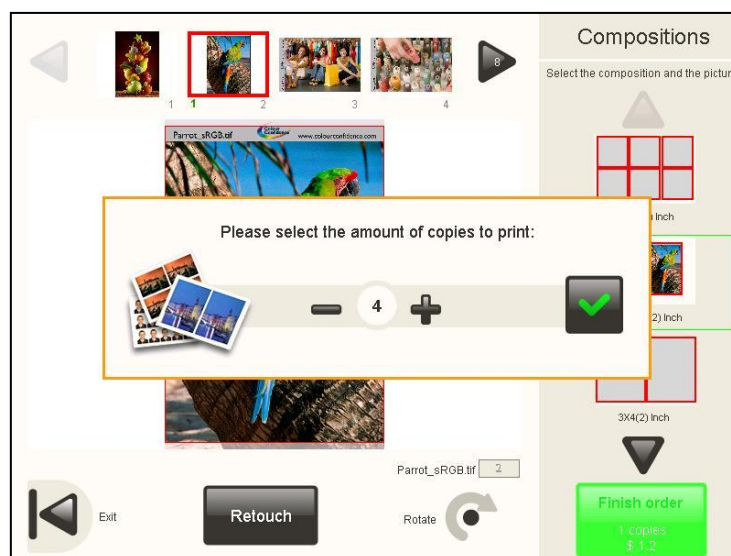 Compositions
Select the composition and the pictur
8
1
1
2
3
4
Parrot_sRGB.tif
Colour Confidence
www.colourconfidence.com
Inch
Please select the amount of copies to print:
4
2) Inch
3X4(2) Inch
Parrot_sRGB.tif 2
Exit
Retouch
Rotate
Finish order
1 copies
$ 1.2